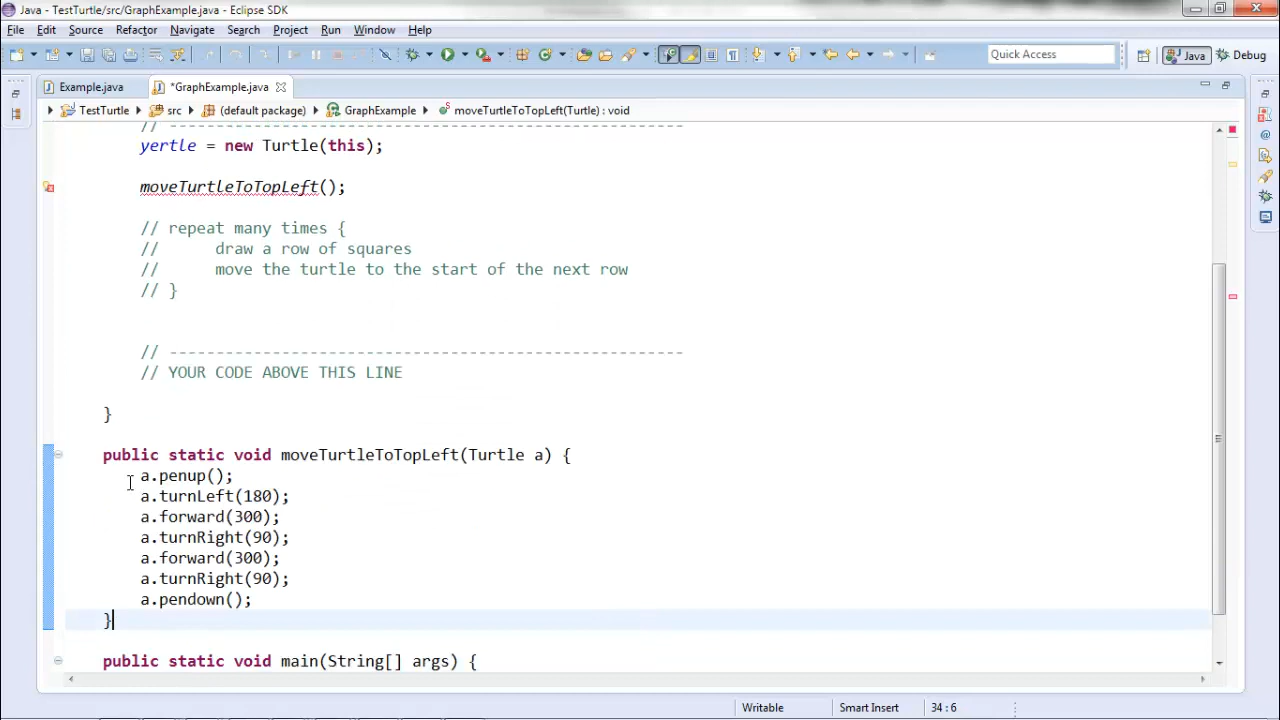 Java - TestTurtle/src/GraphExample.java - Eclipse SDK
File Edit Source Refactor Navigate Search Project Run Window Help
Quick Access Java Debug
Example.java *GraphExample.java
TestTurtle src (default package) GraphExample moveTurtleToTopLeft(Turtle) : void
// -------------------------------------------------------
yertle = new Turtle(this);
moveTurtleToTopLeft();
// repeat many times {
// draw a row of squares
// move the turtle to the start of the next row
// }
// -------------------------------------------------------
// YOUR CODE ABOVE THIS LINE
}
public static void moveTurtleToTopLeft(Turtle a) {
a.penup();
a.turnLeft(180);
a.forward(300);
a.turnRight(90);
a.forward(300);
a.turnRight(90);
a.pendown();
}
public static void main(String[] args) {
Writable Smart Insert 34 : 6